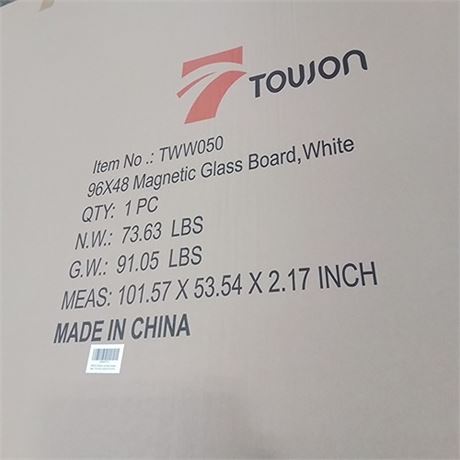 TOUJON
Item No .: TWW050
96X48 Magnetic Glass Board,White
QTY: 1 PC
N.W.: 73.63 LBS
G.W.: 91.05 LBS
MEAS: 101.57 X 53.54 X 2.17 INCH
MADE IN CHINA